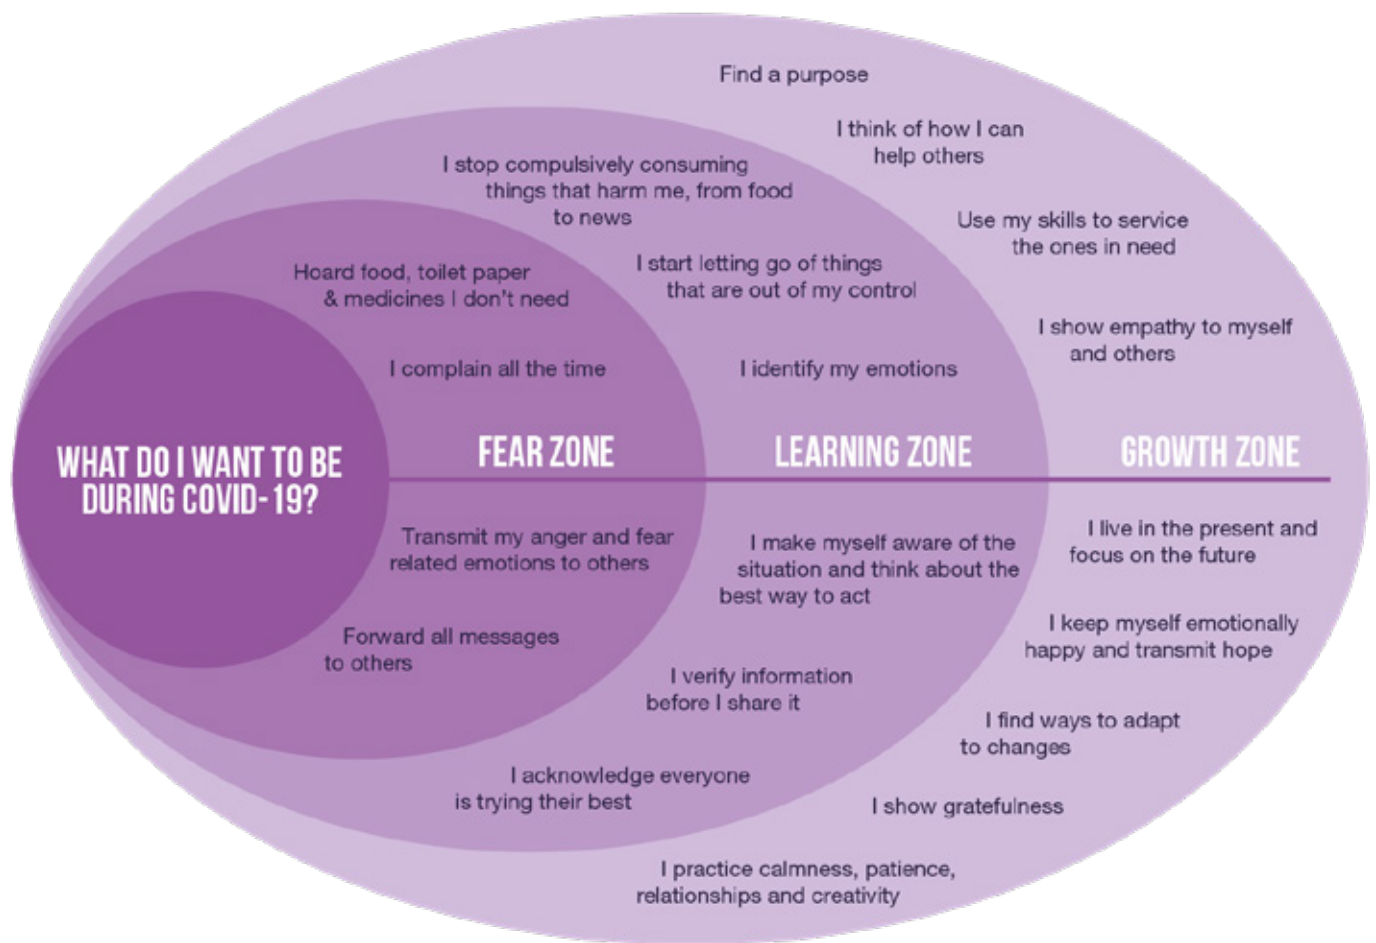 Find a purpose
I think of how I can
help others
I stop compulsively consuming
things that harm me, from food
to news
Use my skills to service
the ones in need
Hoard food, toilet paper
& medicines I don't need
I start letting go of things
that are out of my control
I show empathy to myself
and others
I complain all the time
I identify my emotions
WHAT DO I WANT TO BE
DURING COVID-19?
FEAR ZONE
LEARNING ZONE
GROWTH ZONE
Transmit my anger and fear
related emotions to others
I make myself aware of the
situation and think about the
best way to act
I live in the present and
focus on the future
Forward all messages
to others
I keep myself emotionally
happy and transmit hope
I verify information
before I share it
I find ways to adapt
to changes
I acknowledge everyone
is trying their best
I show gratefulness
I practice calmness, patience,
relationships and creativity